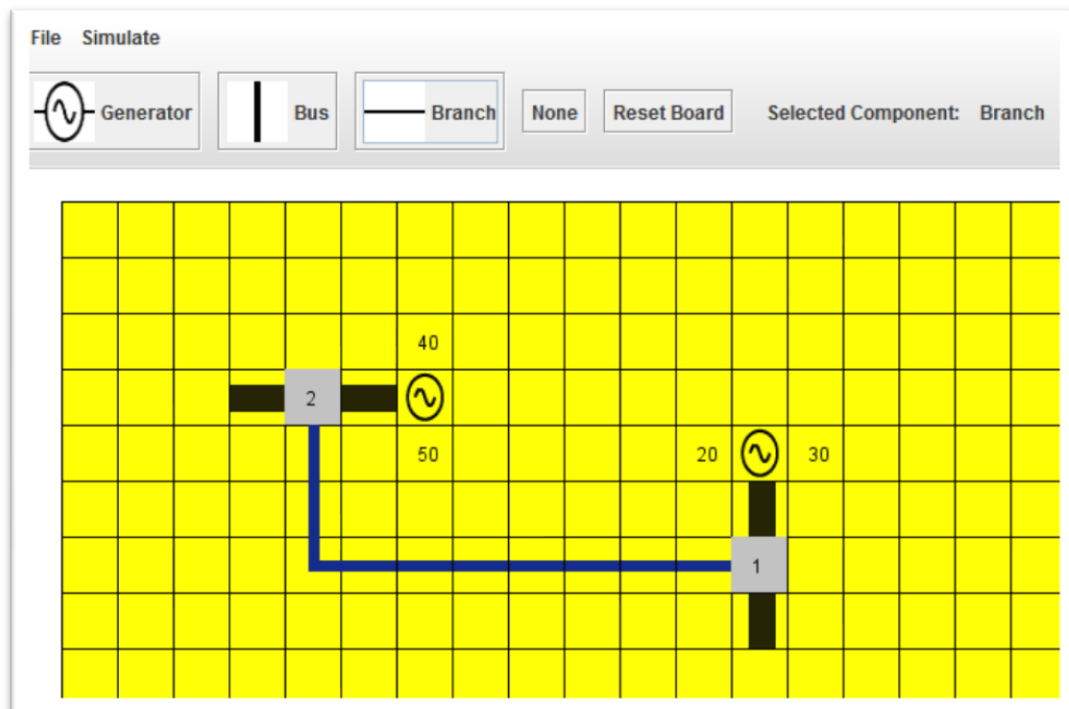 File Simulate
Generator Bus Branch None Reset Board Selected Component: Branch
40
2
50 20 30
1